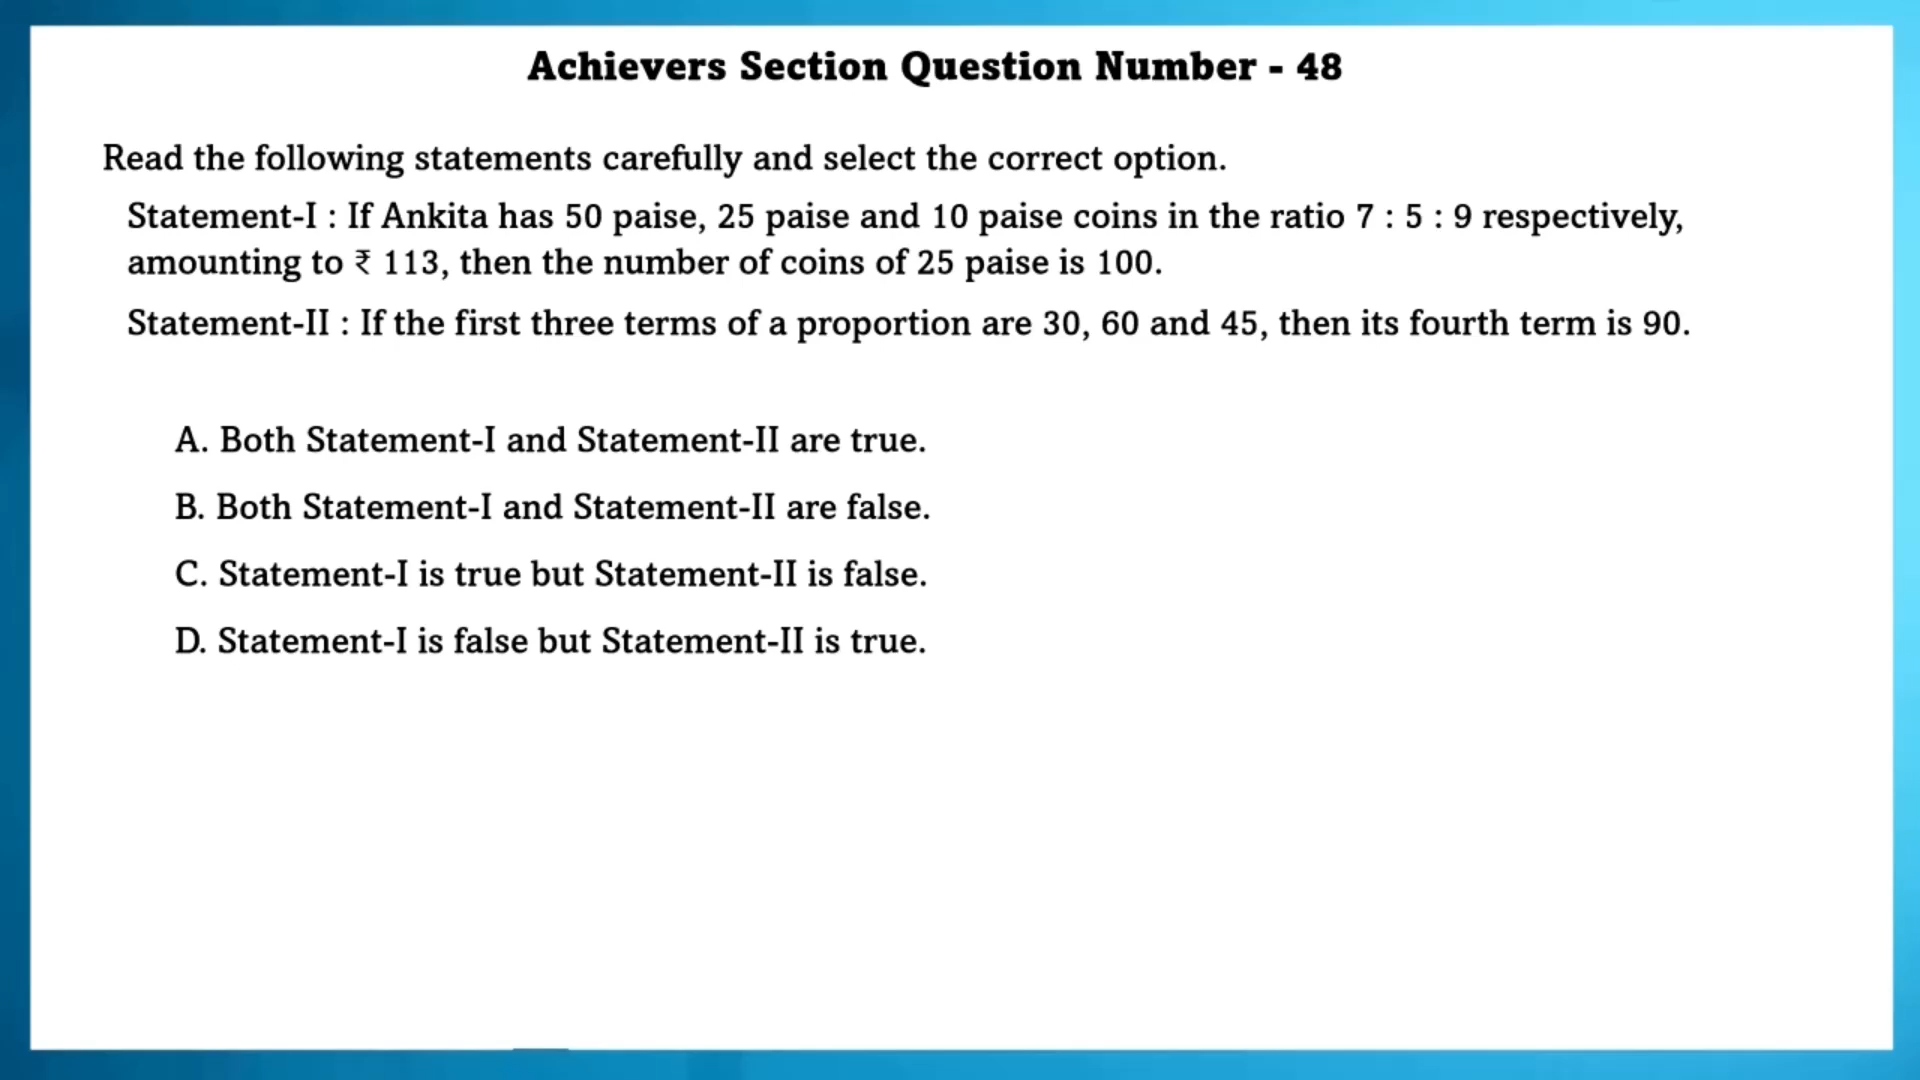 Achievers Section Question Number - 48
Read the following statements carefully and select the correct option.
Statement-I : If Ankita has 50 paise, 25 paise and 10 paise coins in the ratio 7 : 5 : 9 respectively,
amounting to ₹ 113, then the number of coins of 25 paise is 100.
Statement-II : If the first three terms of a proportion are 30, 60 and 45, then its fourth term is 90.
A. Both Statement-I and Statement-II are true.
B. Both Statement-I and Statement-II are false.
C. Statement-I is true but Statement-II is false.
D. Statement-I is false but Statement-II is true.